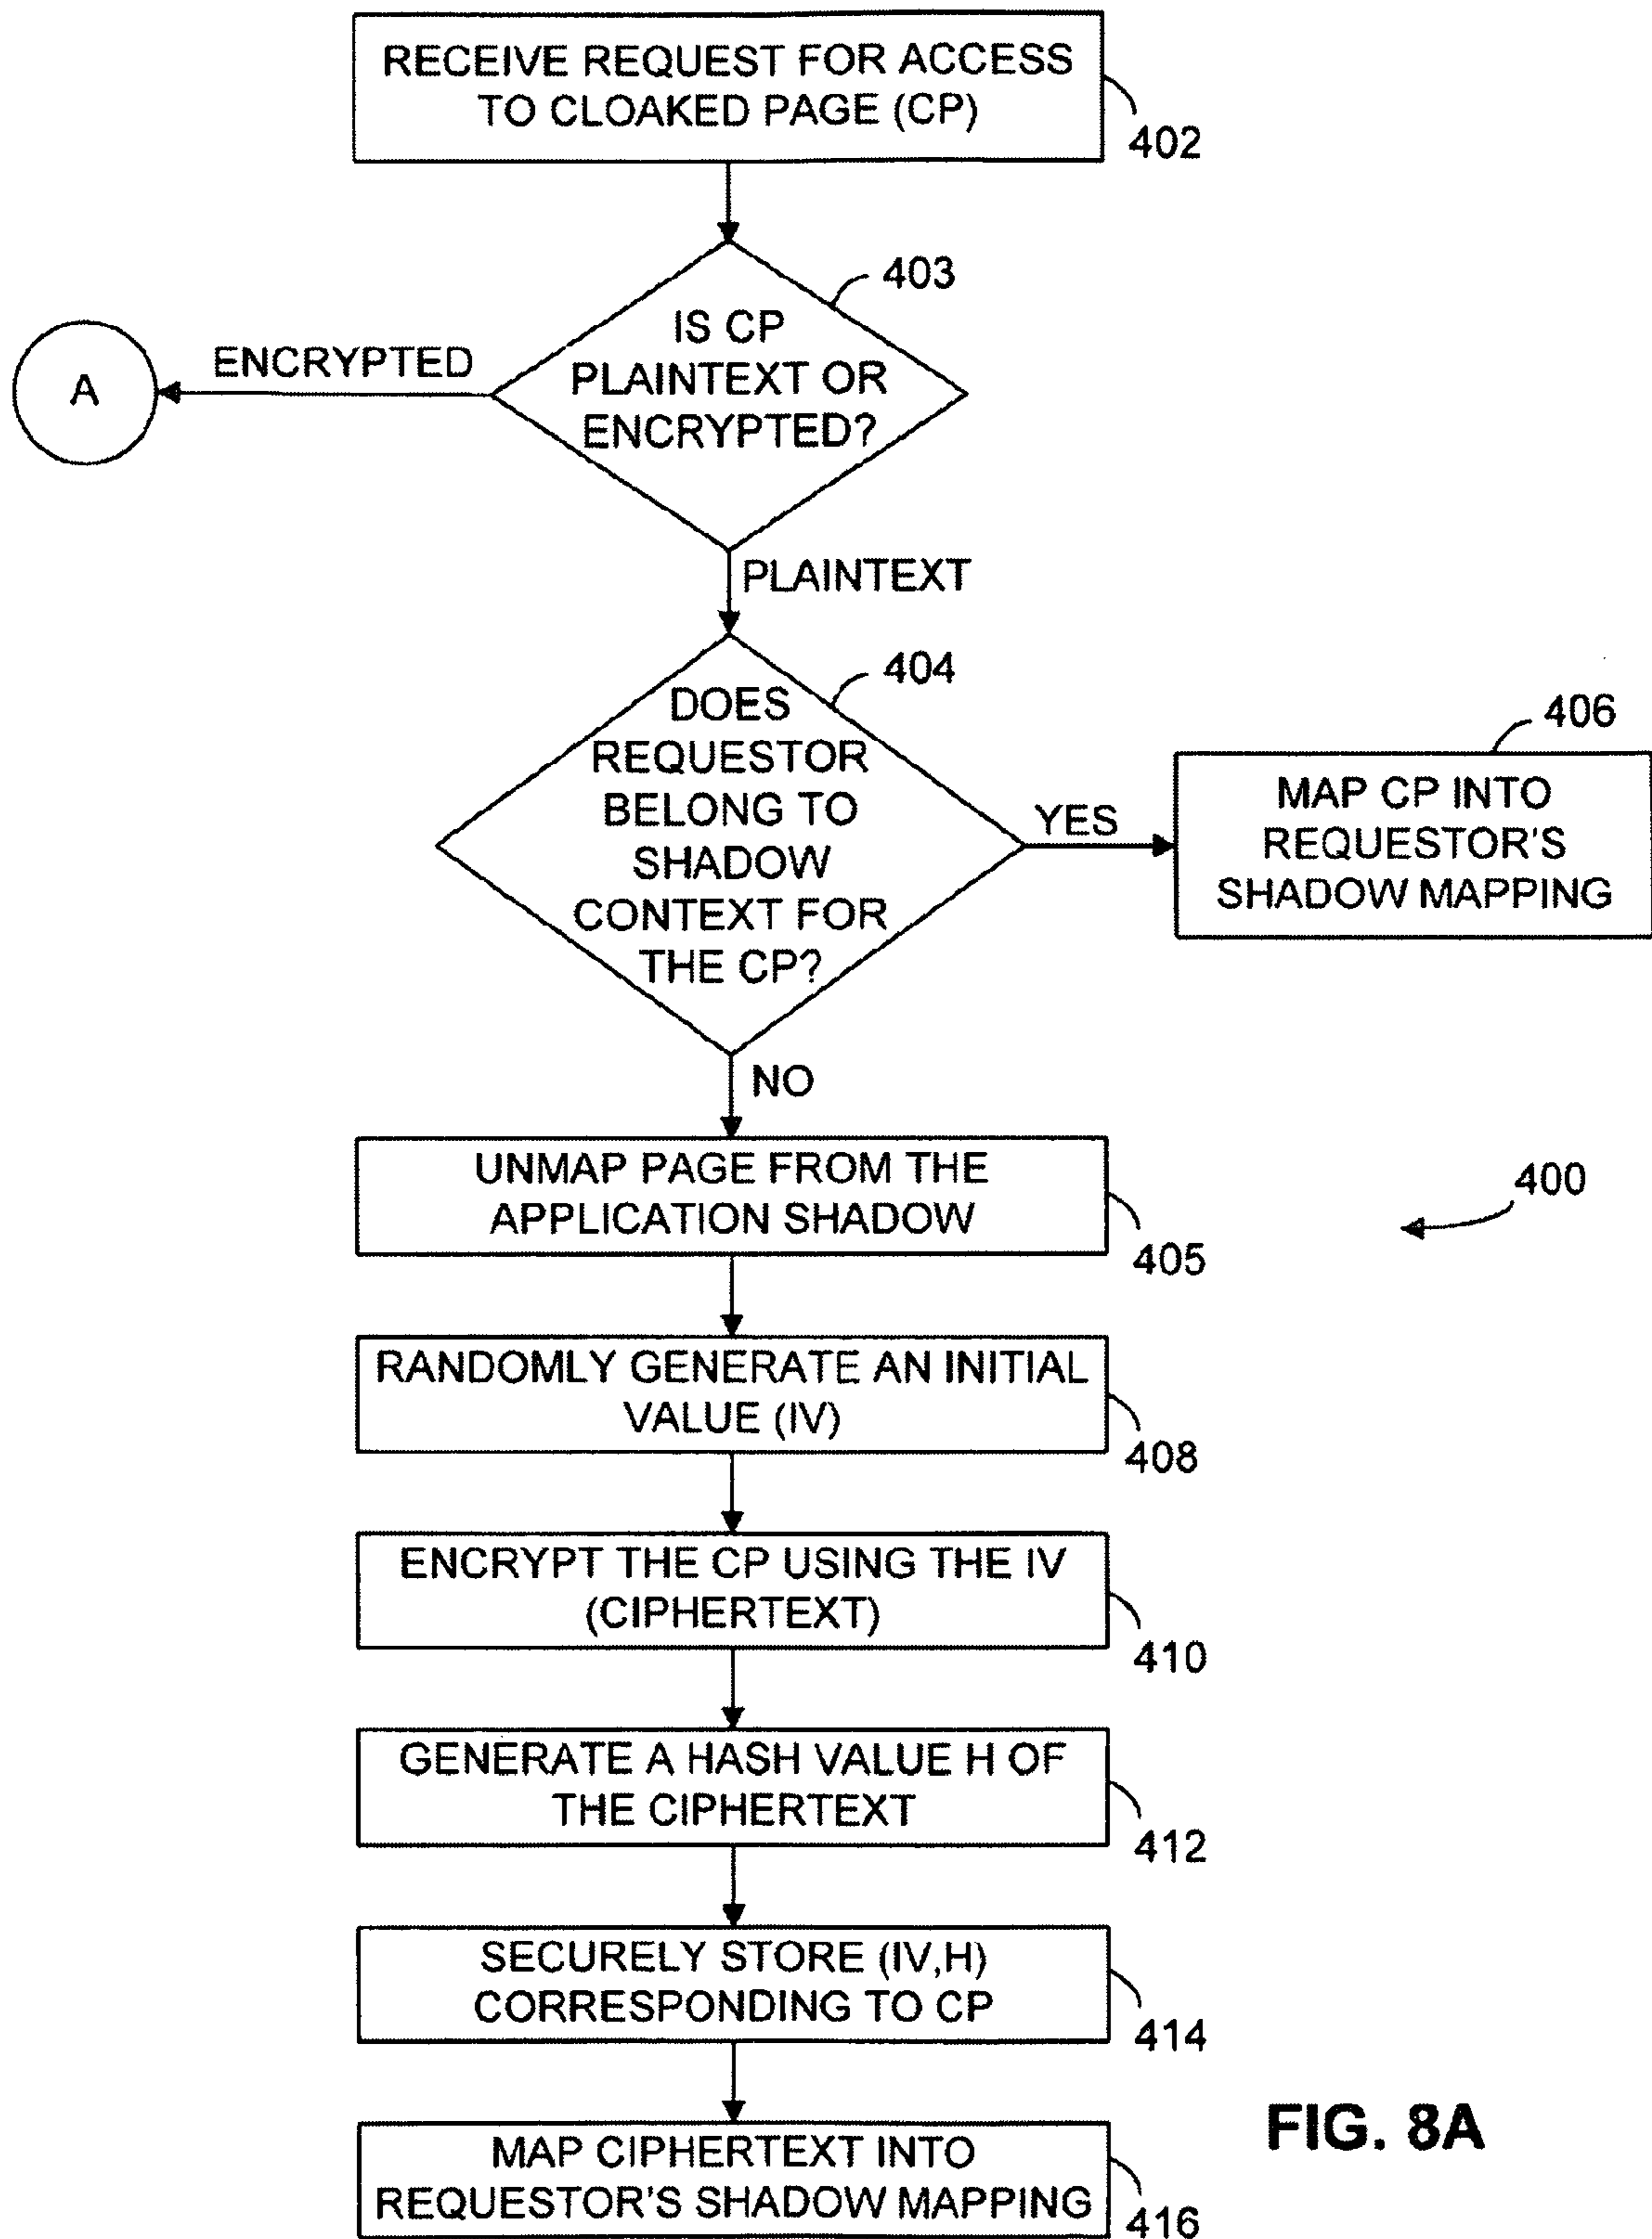 RECEIVE REQUEST FOR ACCESS
TO CLOAKED PAGE (CP)
402
403
IS CP
PLAINTEXT OR
ENCRYPTED?
ENCRYPTED
A
PLAINTEXT
404
DOES
REQUESTOR
BELONG TO
SHADOW
CONTEXT FOR
THE CP?
YES
406
MAP CP INTO
REQUESTOR'S
SHADOW MAPPING
NO
UNMAP PAGE FROM THE
APPLICATION SHADOW
405
400
RANDOMLY GENERATE AN INITIAL
VALUE (IV)
408
ENCRYPT THE CP USING THE IV
(CIPHERTEXT)
410
GENERATE A HASH VALUE H OF
THE CIPHERTEXT
412
SECURELY STORE (IV,H)
CORRESPONDING TO CP
414
MAP CIPHERTEXT INTO
REQUESTOR'S SHADOW MAPPING
416
FIG. 8A